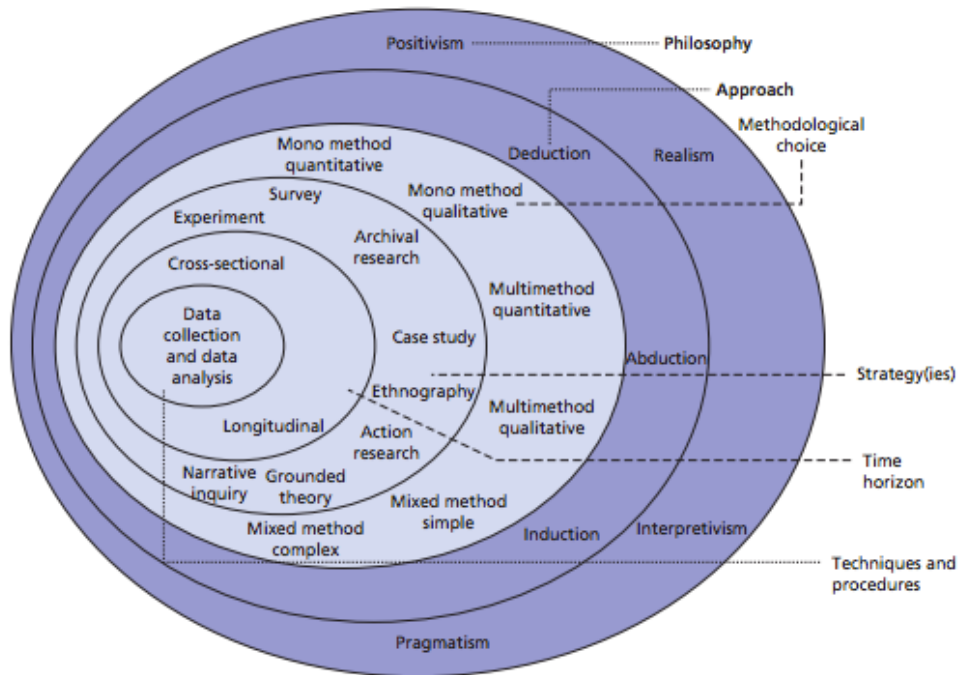 Positivism
Philosophy
Approach
Methodological
choice
Mono method
quantitative
Deduction
Realism
Survey
Mono method
qualitative
Experiment
Archival
research
Cross-sectional
Multimethod
quantitative
Data
collection
and data
analysis
Case study
Abduction
Strategy(ies)
Ethnography
Multimethod
qualitative
Longitudinal
Action
research
Time
horizon
Narrative
inquiry
Grounded
theory
Mixed method
simple
Mixed method
complex
Induction
Interpretivism
Techniques and
procedures
Pragmatism